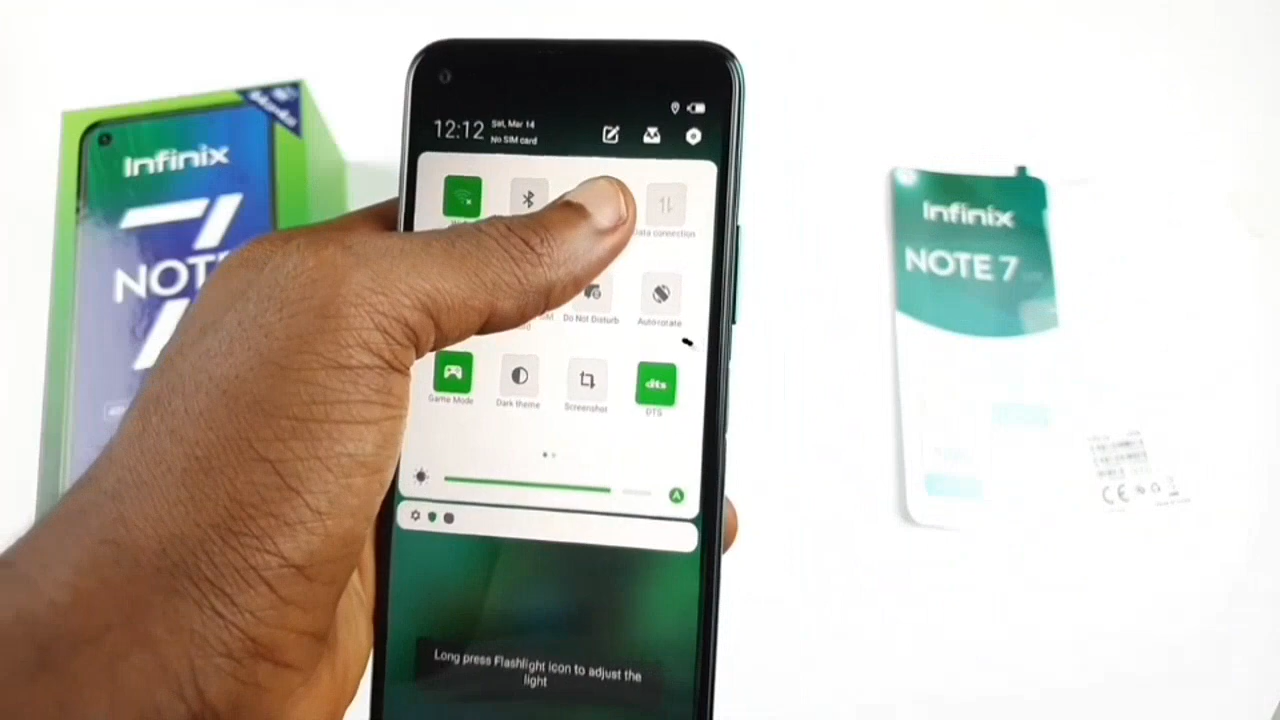 Infinix
7
NOTE
12:12
Sat, Mar 14
No SIM card
Data connection
Do Not Disturb
Auto-rotate
Game Mode
Dark theme
Screenshot
dts
DTS
A
Long press Flashlight icon to adjust the
light
Infinix
NOTE 7
CE